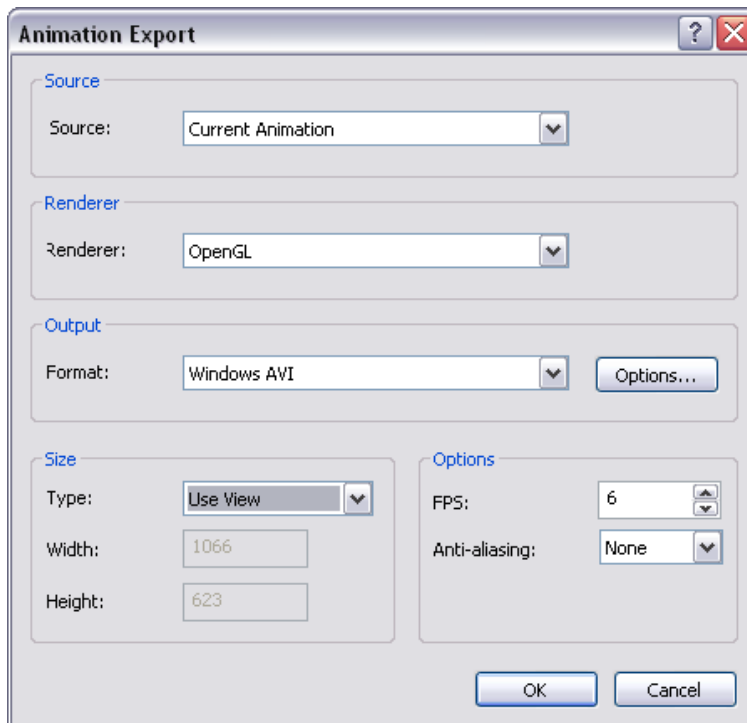 Animation Export
?
Source
Source: Current Animation
Renderer
Renderer: OpenGL
Output
Format: Windows AVI Options...
Size
Type: Use View
Width: 1066
Height: 623
Options
FPS: 6
Anti-aliasing: None
OK Cancel